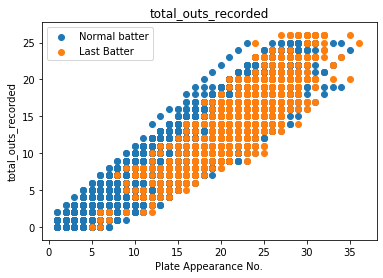 total_outs_recorded
Normal batter
Last Batter
total_outs_recorded
25
20
15
10
5
0
0 5 10 15 20 25 30 35
Plate Appearance No.